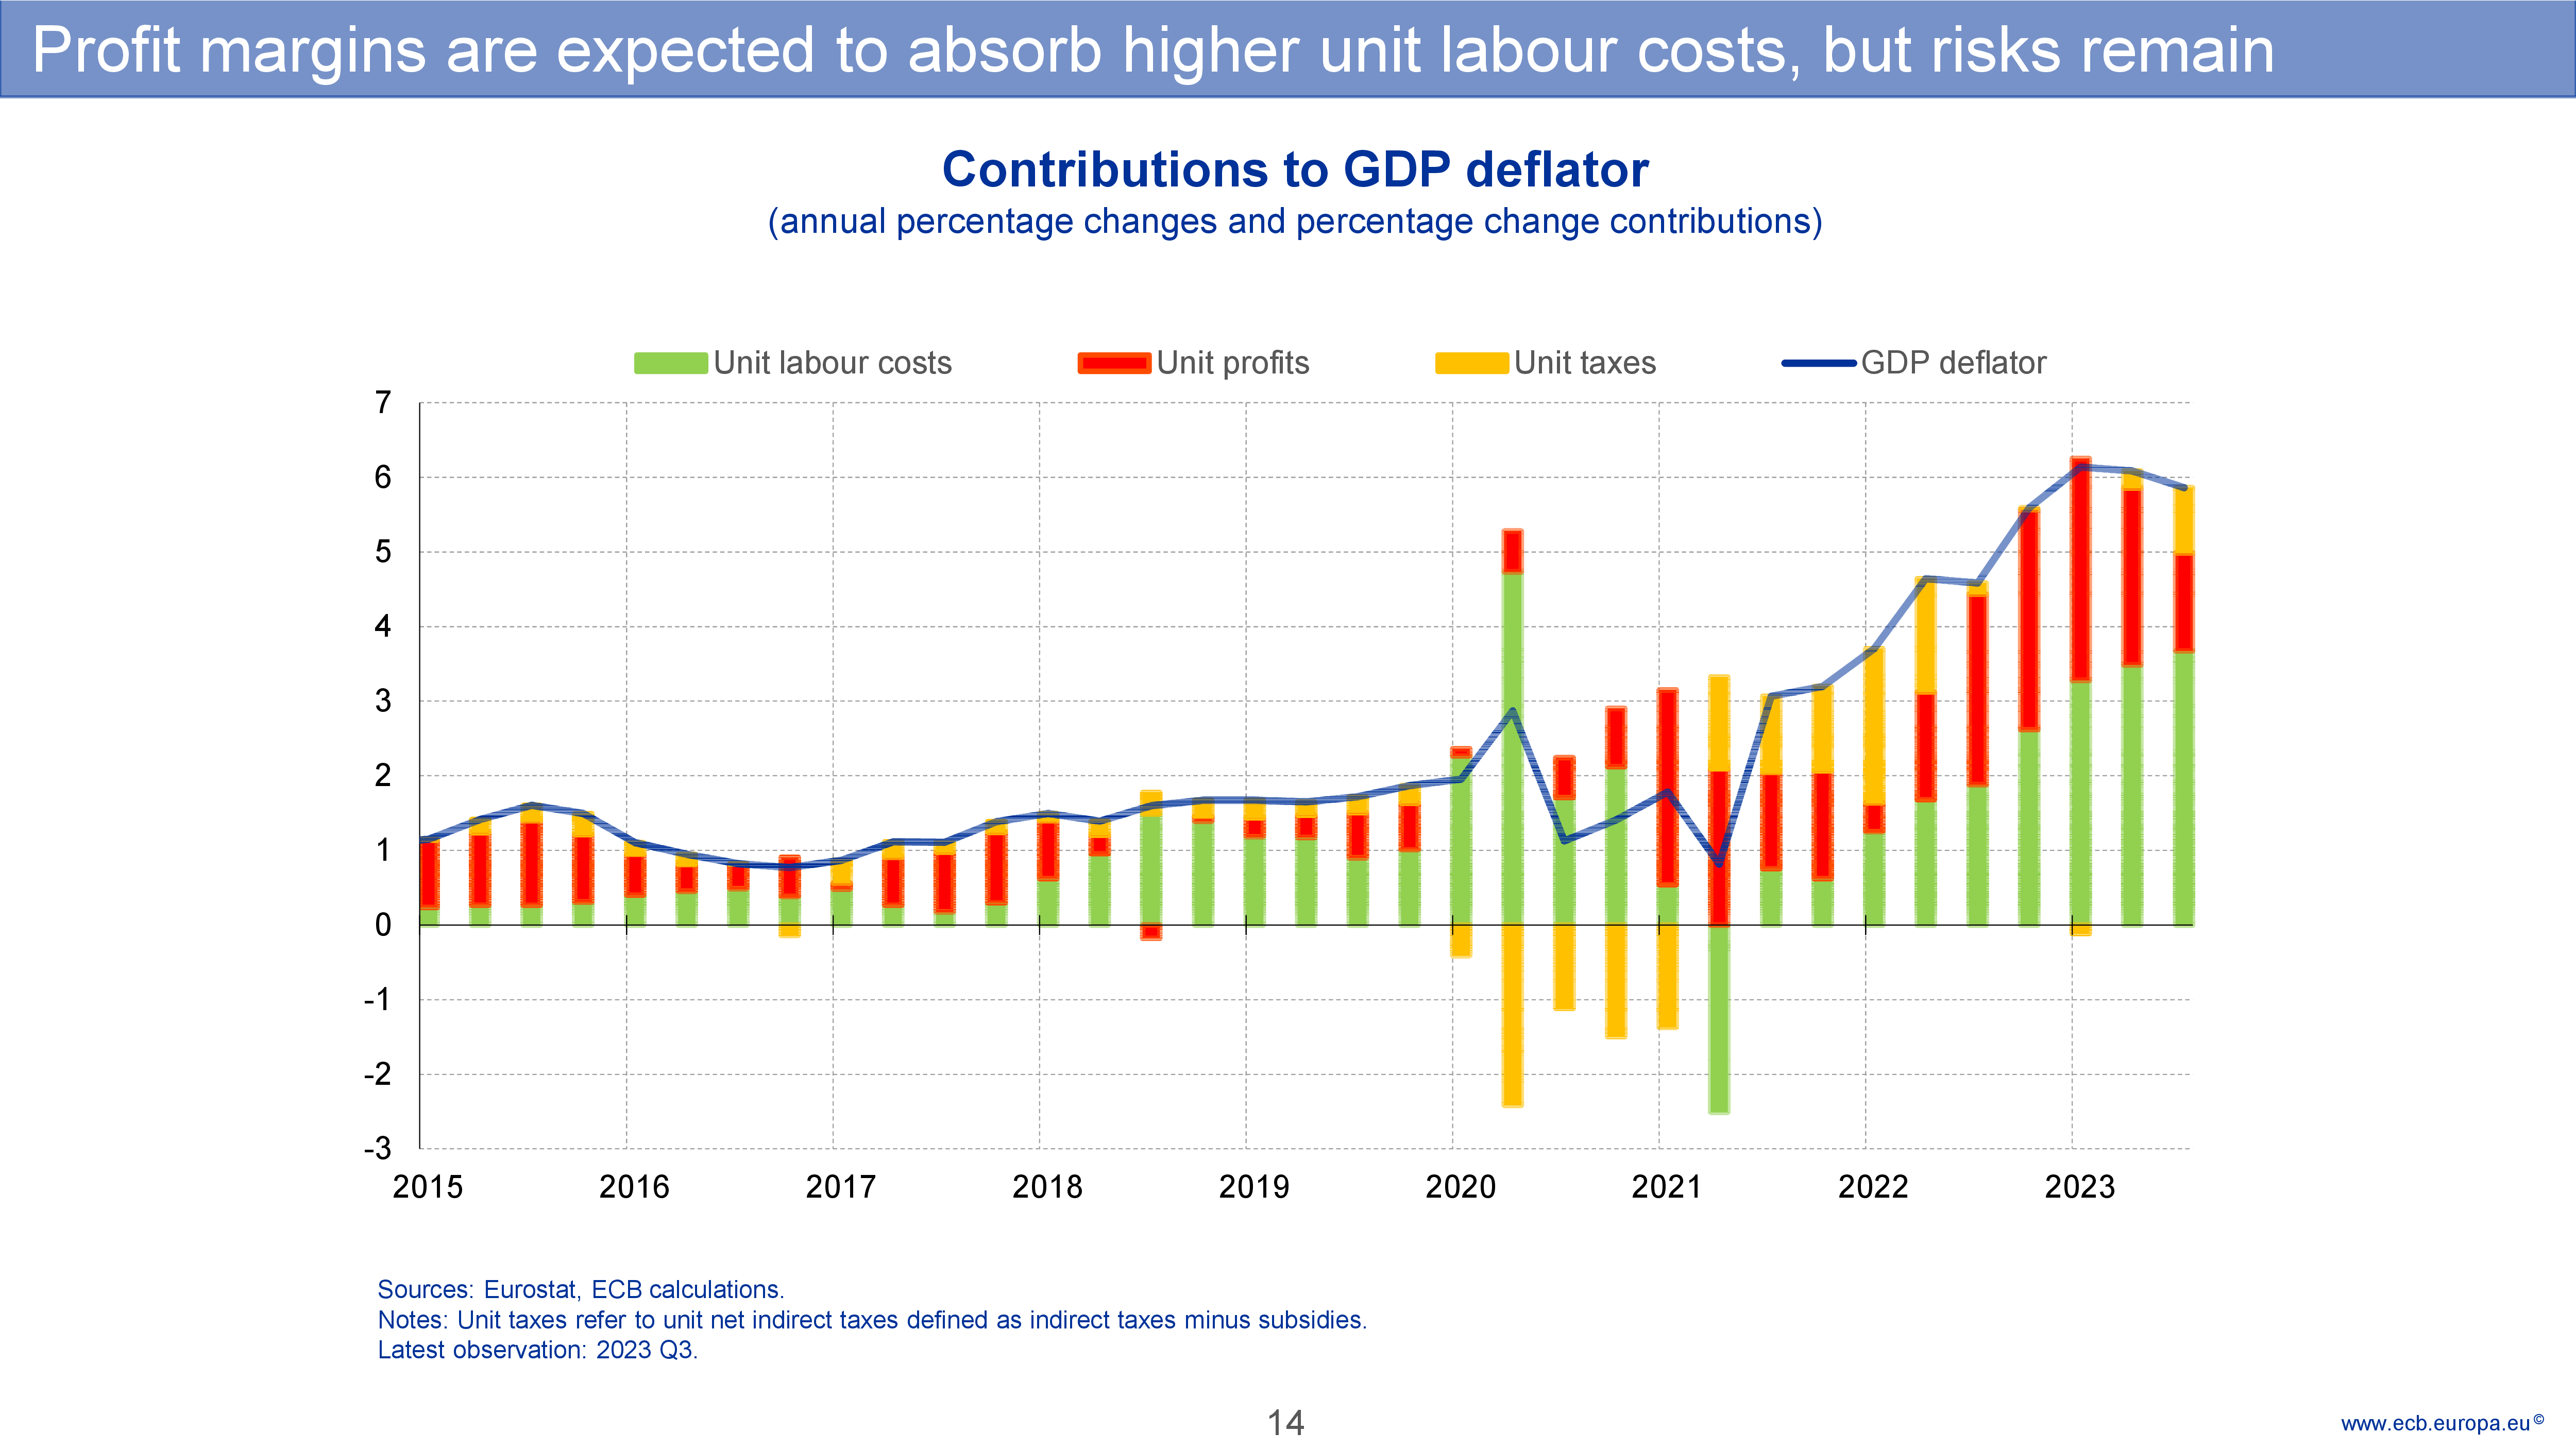 Profit margins are expected to absorb higher unit labour costs, but risks remain
Contributions to GDP deflator
(annual percentage changes and percentage change contributions)
Unit labour costs Unit profits Unit taxes GDP deflator
7
6
5
4
3
2
1
0
-1
-2
-3
2015 2016 2017 2018 2019 2020 2021 2022 2023
Sources: Eurostat, ECB calculations.
Notes: Unit taxes refer to unit net indirect taxes defined as indirect taxes minus subsidies.
Latest observation: 2023 Q3.
14
www.ecb.europa.eu©